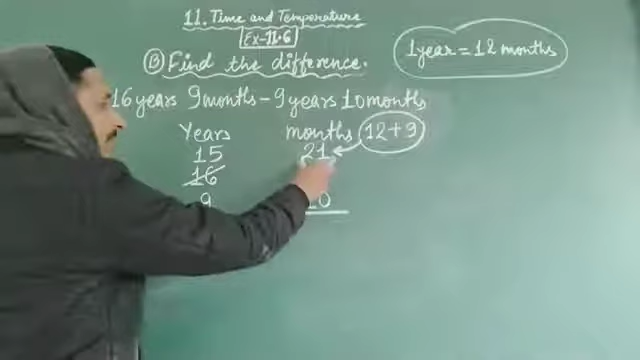 11. Time and Temperature
Ex-11.6
B Find the difference.
1 year = 12 months
16 years 9 months - 9 years 10 months
Years months 12+9
15 21
16
9 10